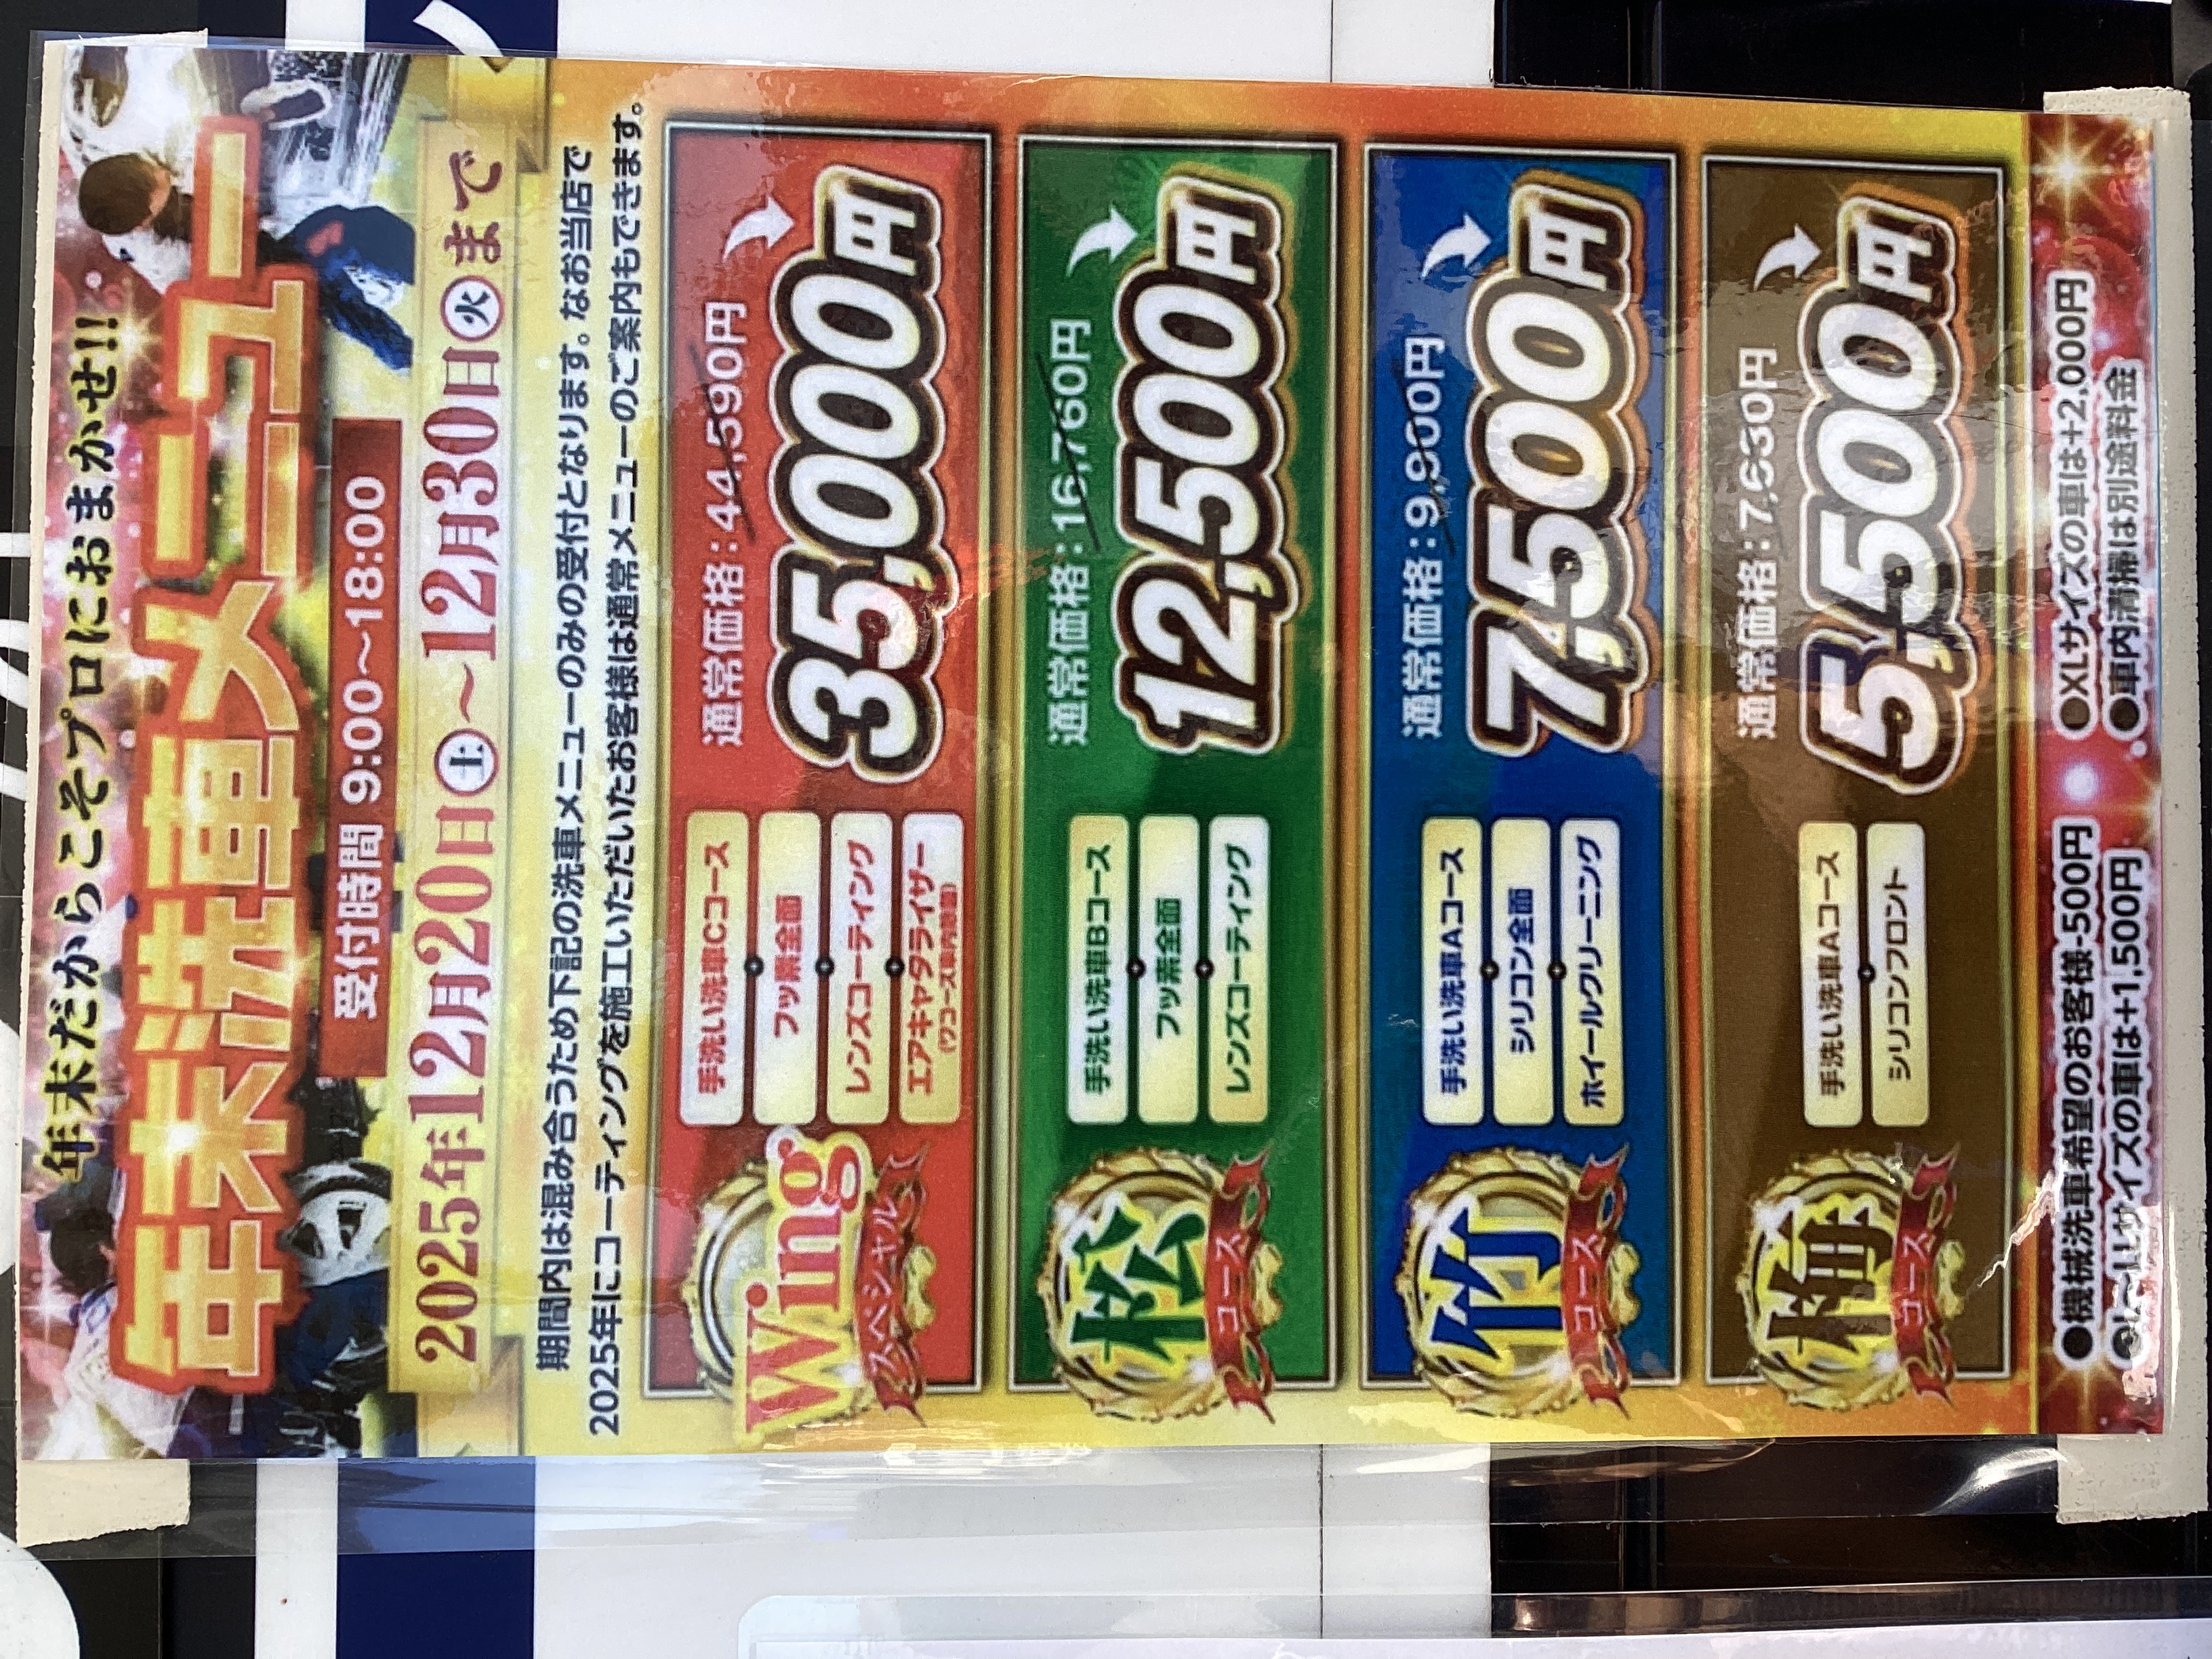 年末だからこそプロにおまかせ!!
年末洗車メニュー
受付時間 9:00～18:00
2025年12月20日㊏～12月30日㊋まで
期間内は混み合うため下記の洗車メニューのみの受付となります。なお当店で
2025年にコーティングを施工いただいたお客様は通常メニューのご案内もできます。
Wing
スペシャル
手洗い洗車Cコース
フッ素全面
レンズコーティング
エアキャタライザー
(ワコーズ車内除菌)
通常価格:44,590円
35,000円
松
コース
手洗い洗車Bコース
フッ素全面
レンズコーティング
通常価格:16,760円
12,500円
竹
コース
手洗い洗車Aコース
シリコン全面
ホイールクリーニング
通常価格:9,900円
7,500円
梅
コース
手洗い洗車Aコース
シリコンフロント
通常価格:7,630円
5,500円
●機械洗車希望のお客様-500円
●XLサイズの車は+2,000円
サイズの車は+1,500円
●車内清掃は別途料金